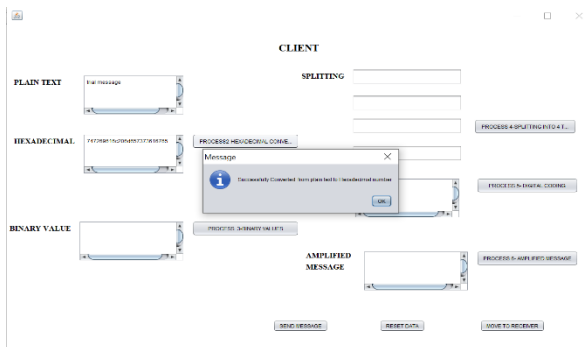 CLIENT
PLAIN TEXT
trial message
SPLITTING
PROCESS 4-SPLITTING INTO 4 T...
HEXADECIMAL
PROCESS2 HEXADECIMAL CONVE...
Message
Successfully Converted from plain text to Hexadecimal number
OK
PROCESS 5- DIGITAL CODING
BINARY VALUE
PROCESS 3-BINARY VALUES
AMPLIFIED
MESSAGE
PROCESS 6- AMPLIFIED MESSAGE
SEND MESSAGE
RESET DATA
MOVE TO RECEIVER